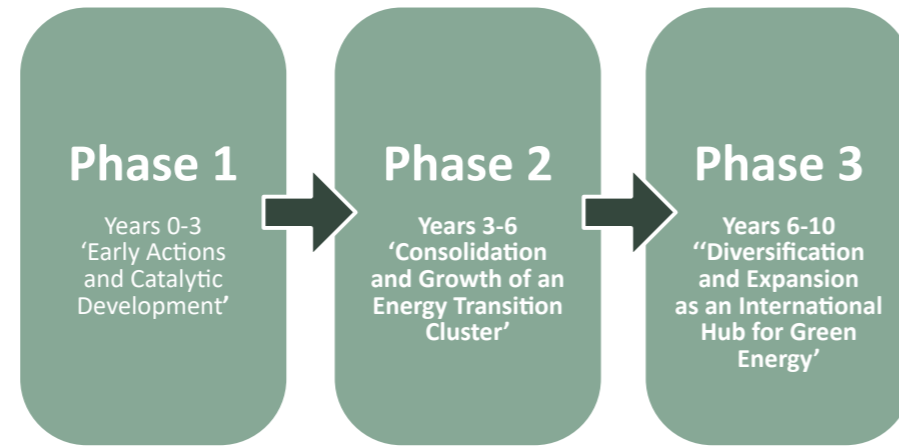 Phase 1
Years 0-3
‘Early Actions
and Catalytic
Development’
Phase 2
Years 3-6
‘Consolidation
and Growth of an
Energy Transition
Cluster’
Phase 3
Years 6-10
‘‘Diversification
and Expansion
as an International
Hub for Green
Energy’